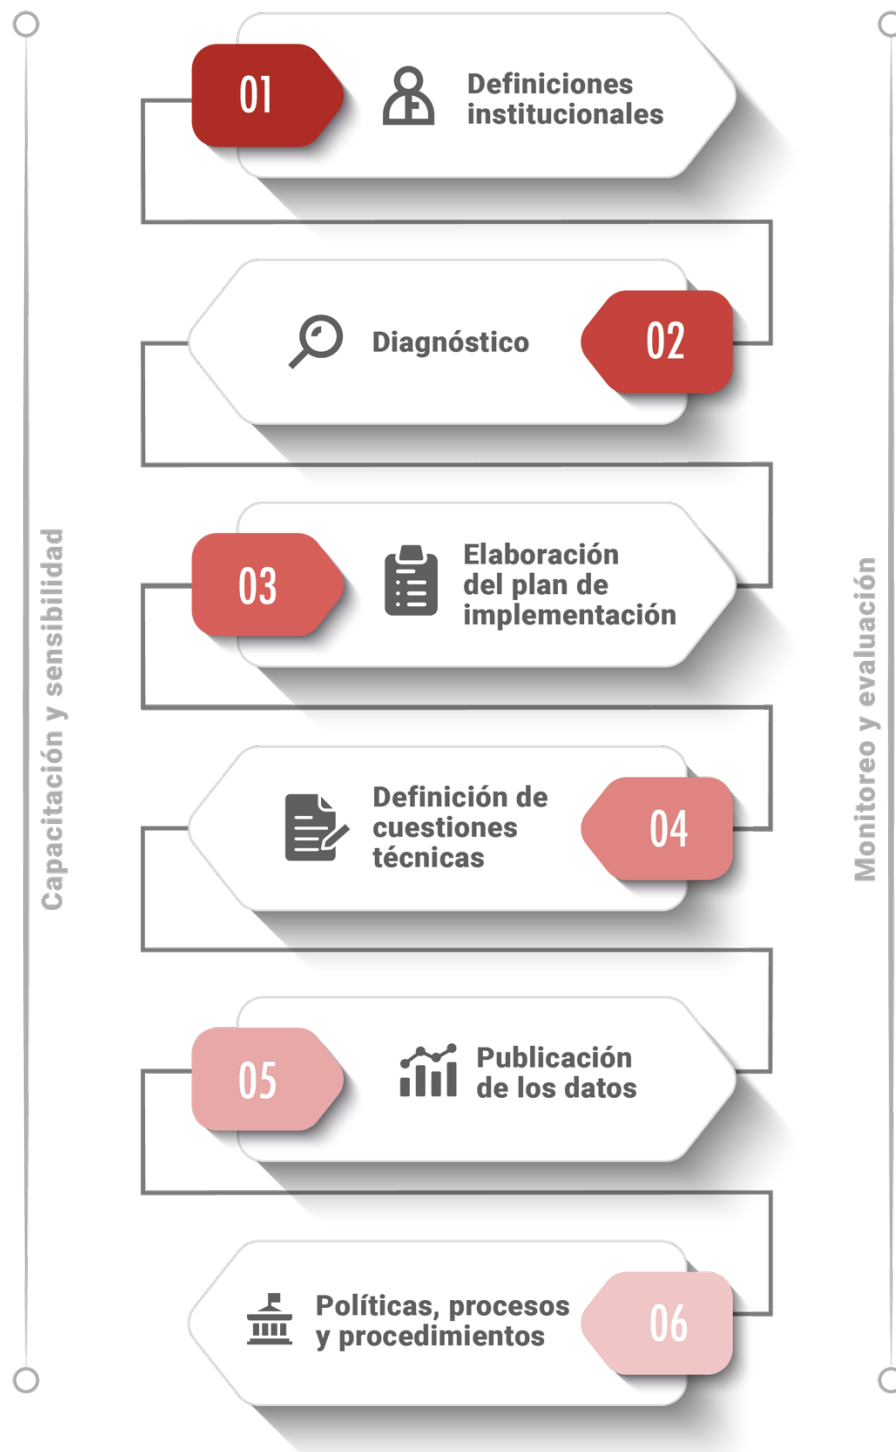 01
Definiciones
institucionales
Diagnóstico
02
03
Elaboración
del plan de
implementación
Definición de
cuestiones
técnicas
04
05
Publicación
de los datos
Políticas, procesos
y procedimientos
06
Capacitación y sensibilidad
Monitoreo y evaluación